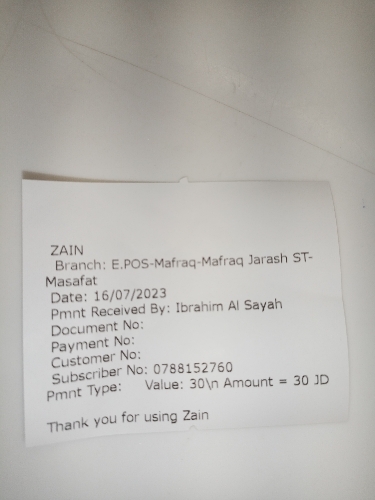 ZAIN
Branch: E.POS-Mafraq-Mafraq Jarash ST-
Masafat
Date: 16/07/2023
Pmnt Received By: Ibrahim Al Sayah
Document No:
Payment No:
Customer No:
Subscriber No: 0788152760
Pmnt Type: Value: 30\n Amount = 30 JD
Thank you for using Zain